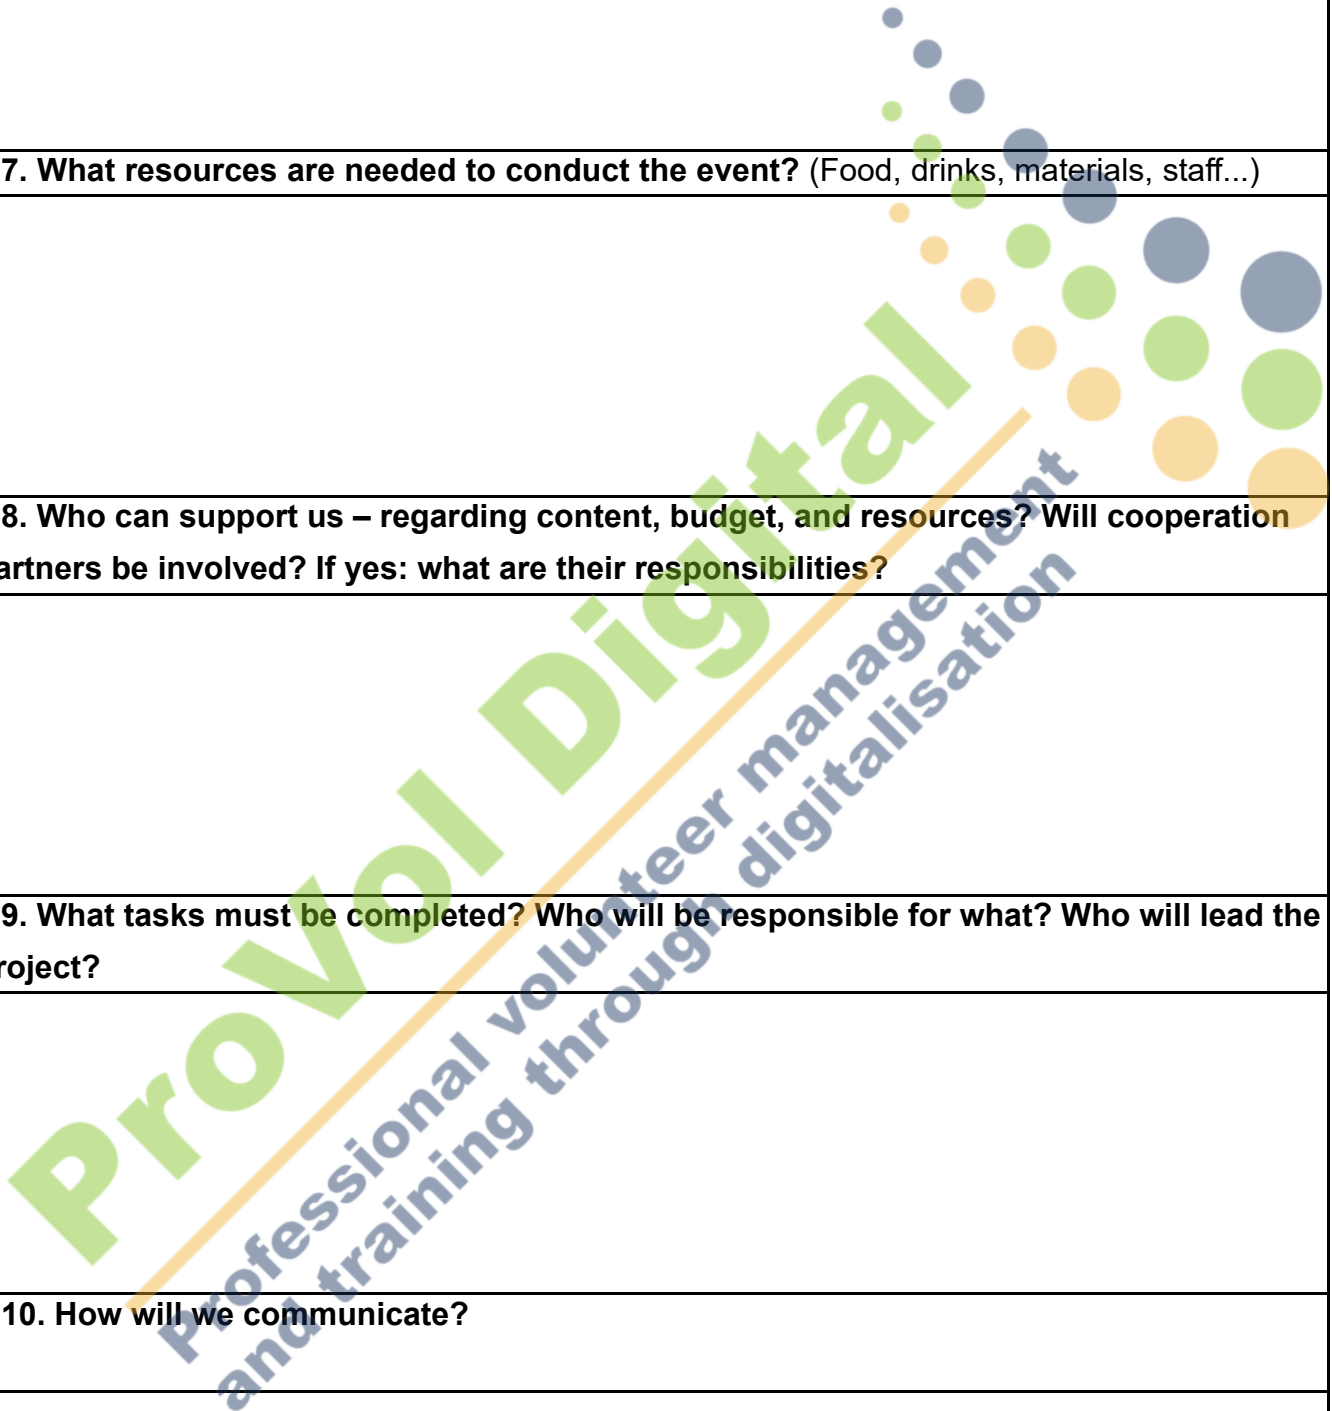 7. What resources are needed to conduct the event? (Food, drinks, materials, staff...)
8. Who can support us – regarding content, budget, and resources? Will cooperation
artners be involved? If yes: what are their responsibilities?
9. What tasks must be completed? Who will be responsible for what? Who will lead the
roject?
10. How will we communicate?
ProVol Digital
Professional volunteer management
and training through digitalisation